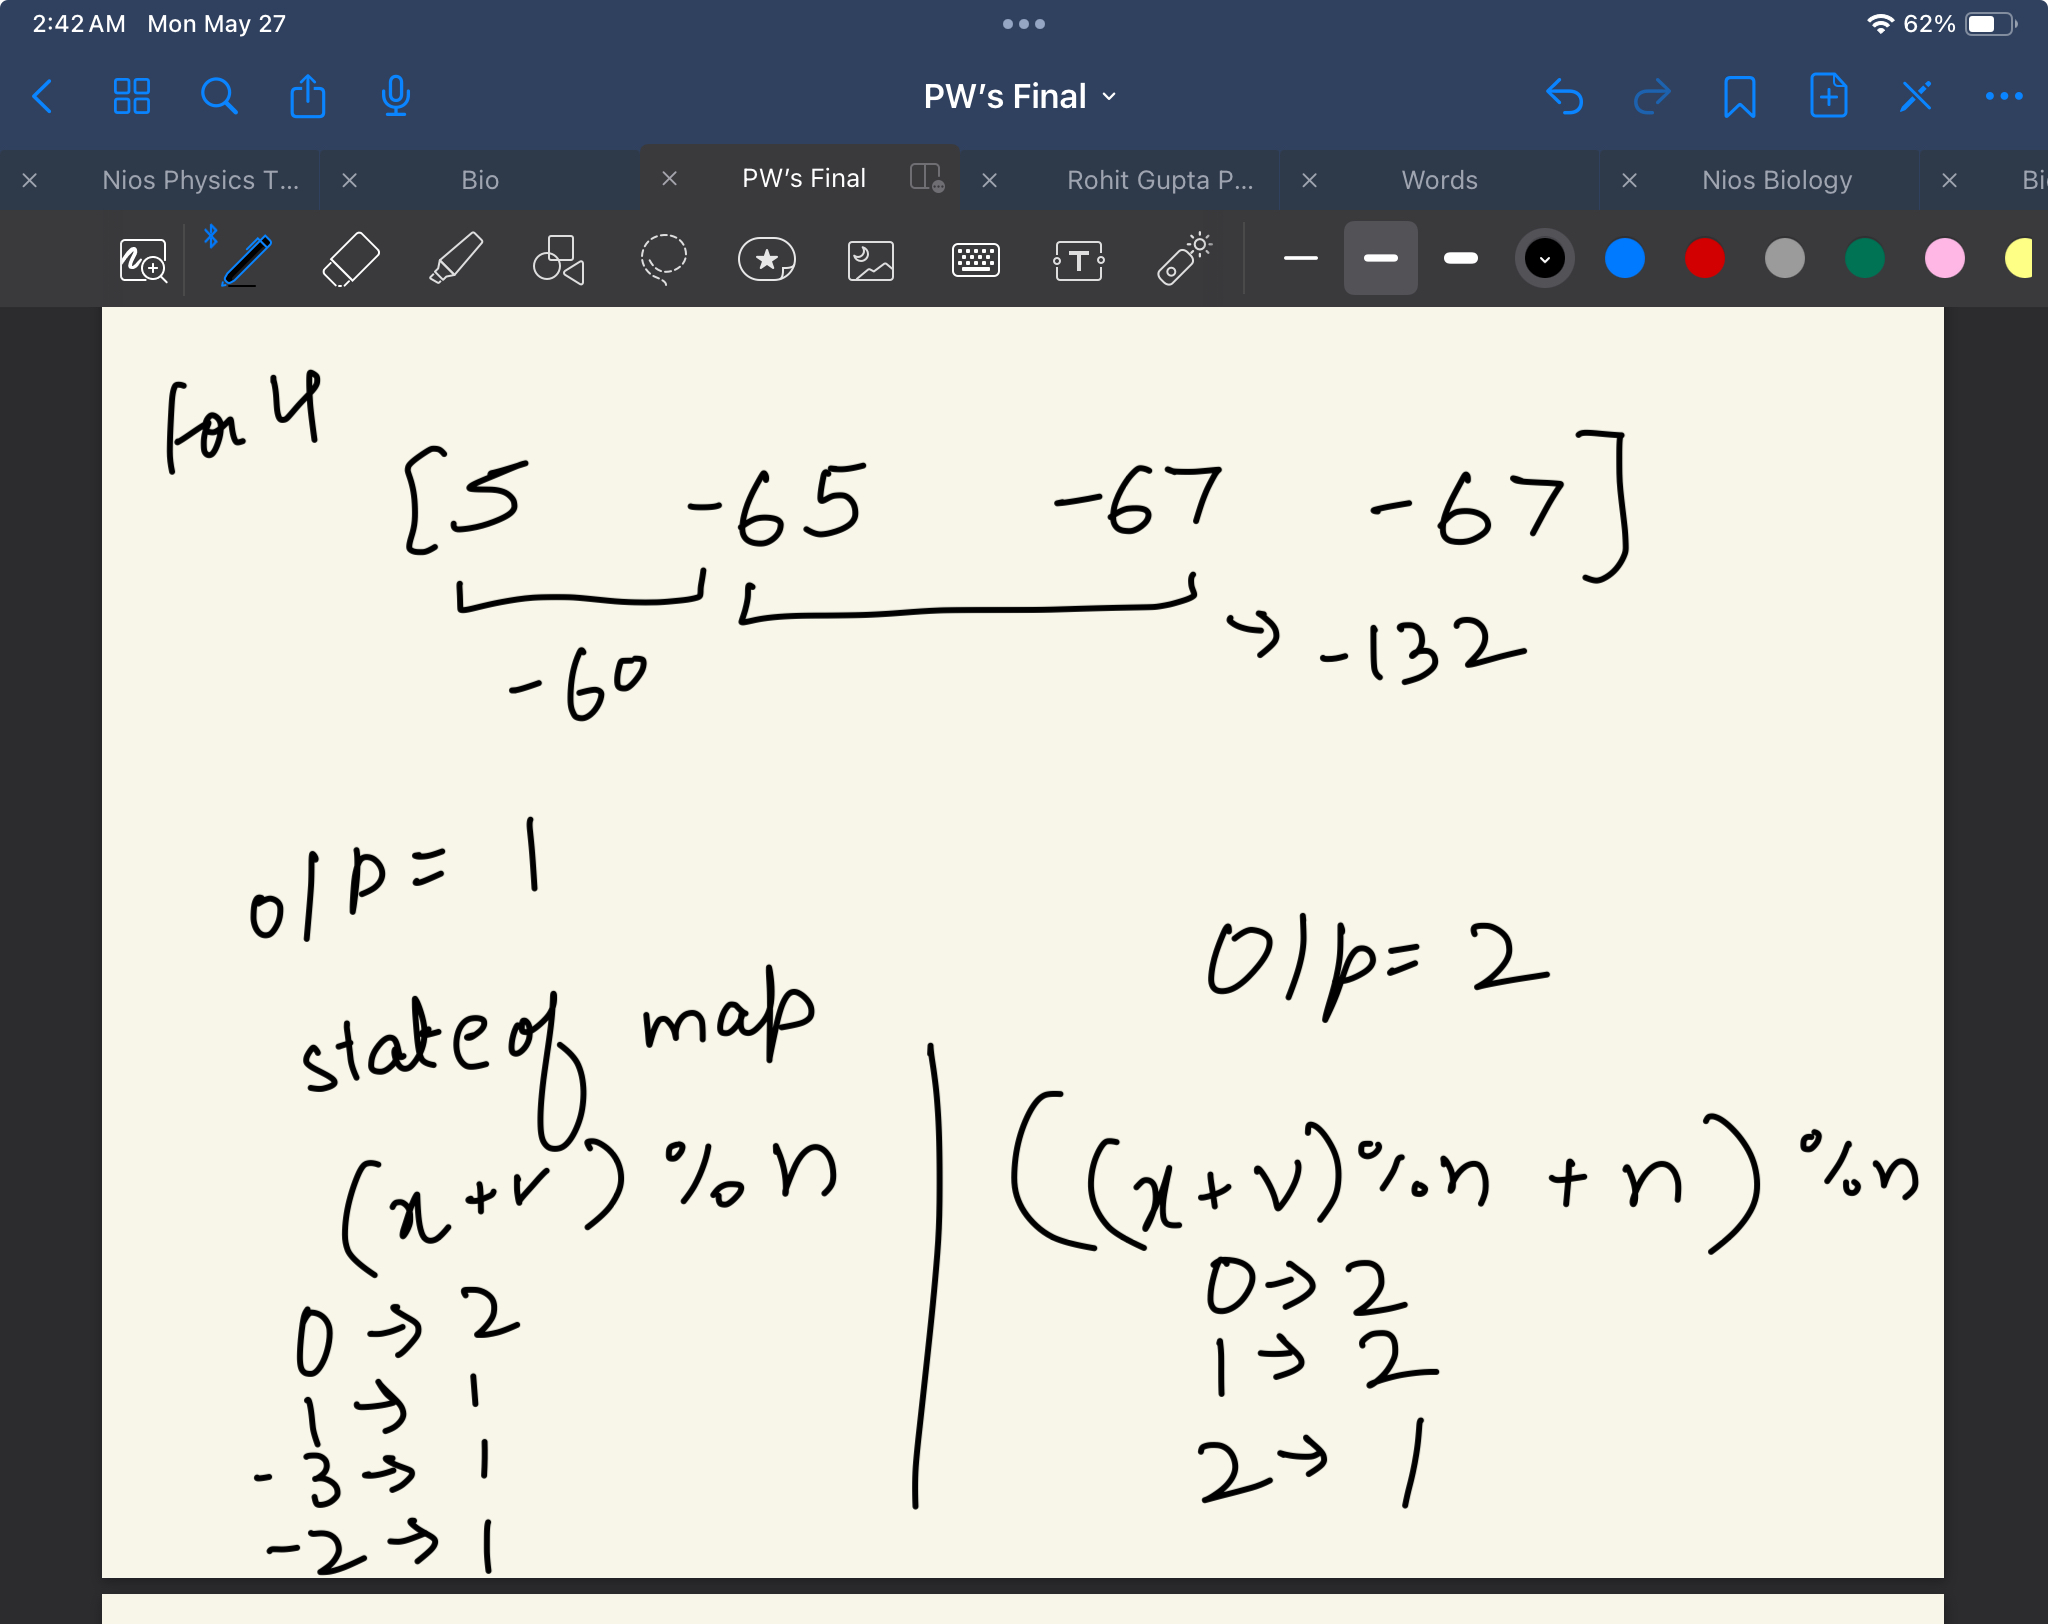 2:42 AM Mon May 27 62%
PW's Final
Nios Physics T... Bio PW's Final Rohit Gupta P... Words Nios Biology Bi
T
For 4
[5 -65 -67 -67]
-60 → -132
o/p = 1
O/p = 2
state of map
(x+v)%n
((x+v)%n + n)%n
0 → 2
1 → 1
-3 → 1
-2 → 1
0 → 2
1 → 2
2 → 1